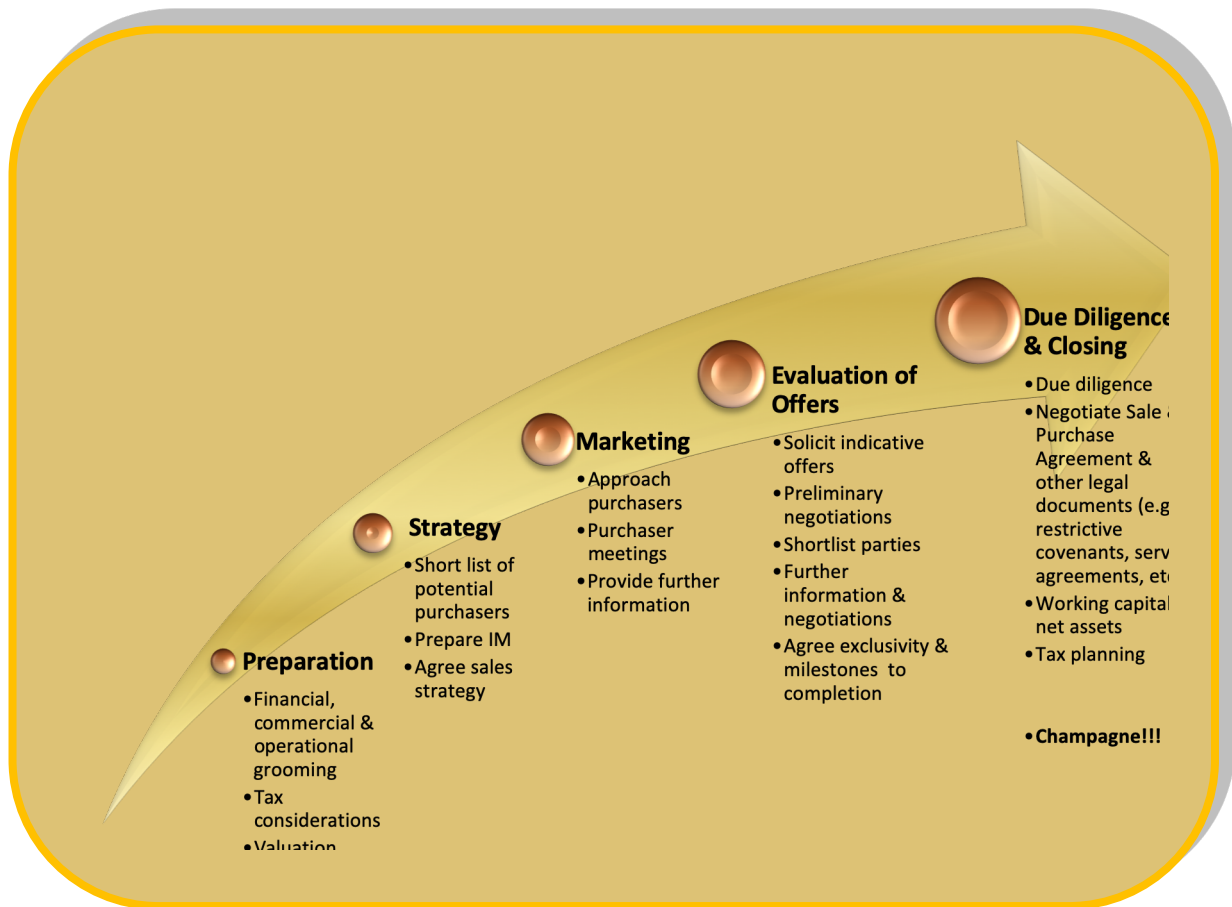 Preparation
•Financial,
commercial &
operational
grooming
•Tax
considerations
•Valuation
Strategy
•Short list of
potential
purchasers
•Prepare IM
•Agree sales
strategy
Marketing
•Approach
purchasers
•Purchaser
meetings
•Provide further
information
Evaluation of
Offers
•Solicit indicative
offers
•Preliminary
negotiations
•Shortlist parties
•Further
information &
negotiations
•Agree exclusivity &
milestones to
completion
Due Diligence
& Closing
•Due diligence
•Negotiate Sale
Purchase
Agreement &
other legal
documents (e.g
restrictive
covenants,
agreements,
•Working capital
net assets
•Tax planning
•Champagne!!!